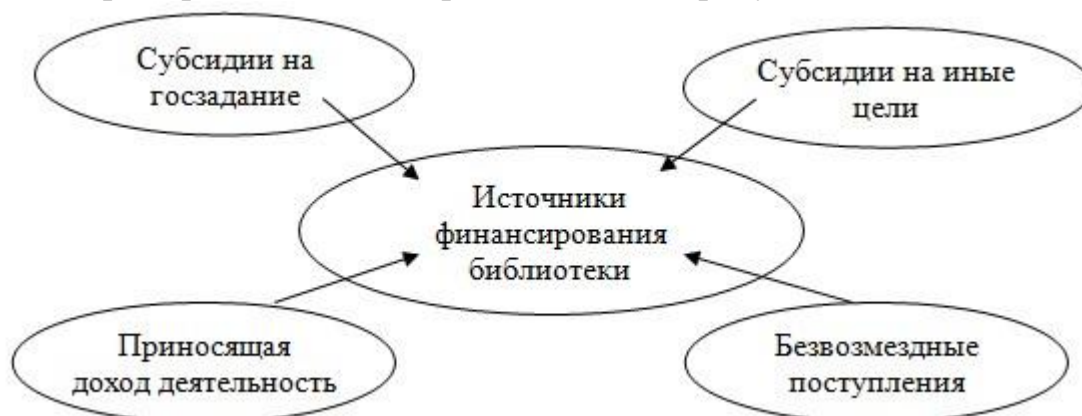 Субсидии на
госзадание
Субсидии на иные
цели
Источники
финансирования
библиотеки
Приносящая
доход деятельность
Безвозмездные
поступления